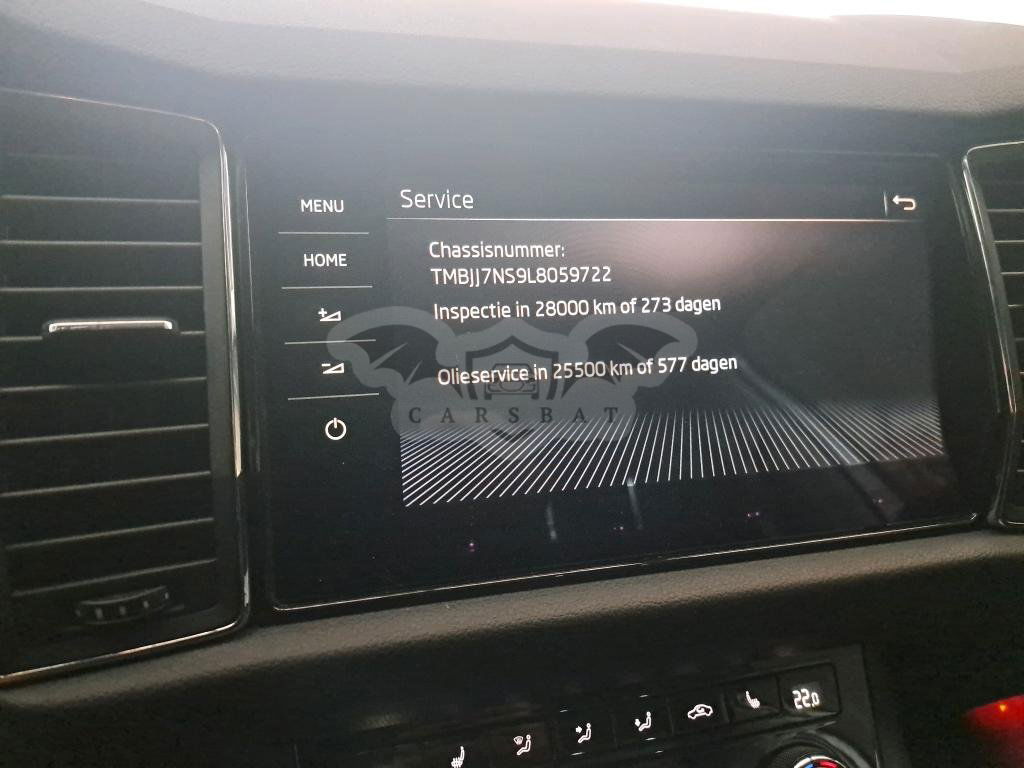 MENU
Service
HOME
Chassisnummer:
TMBJJ7NS9L8059722
Inspectie in 28000 km of 273 dagen
Olieservice in 25500 km of 577 dagen
CARSBAT
22.0